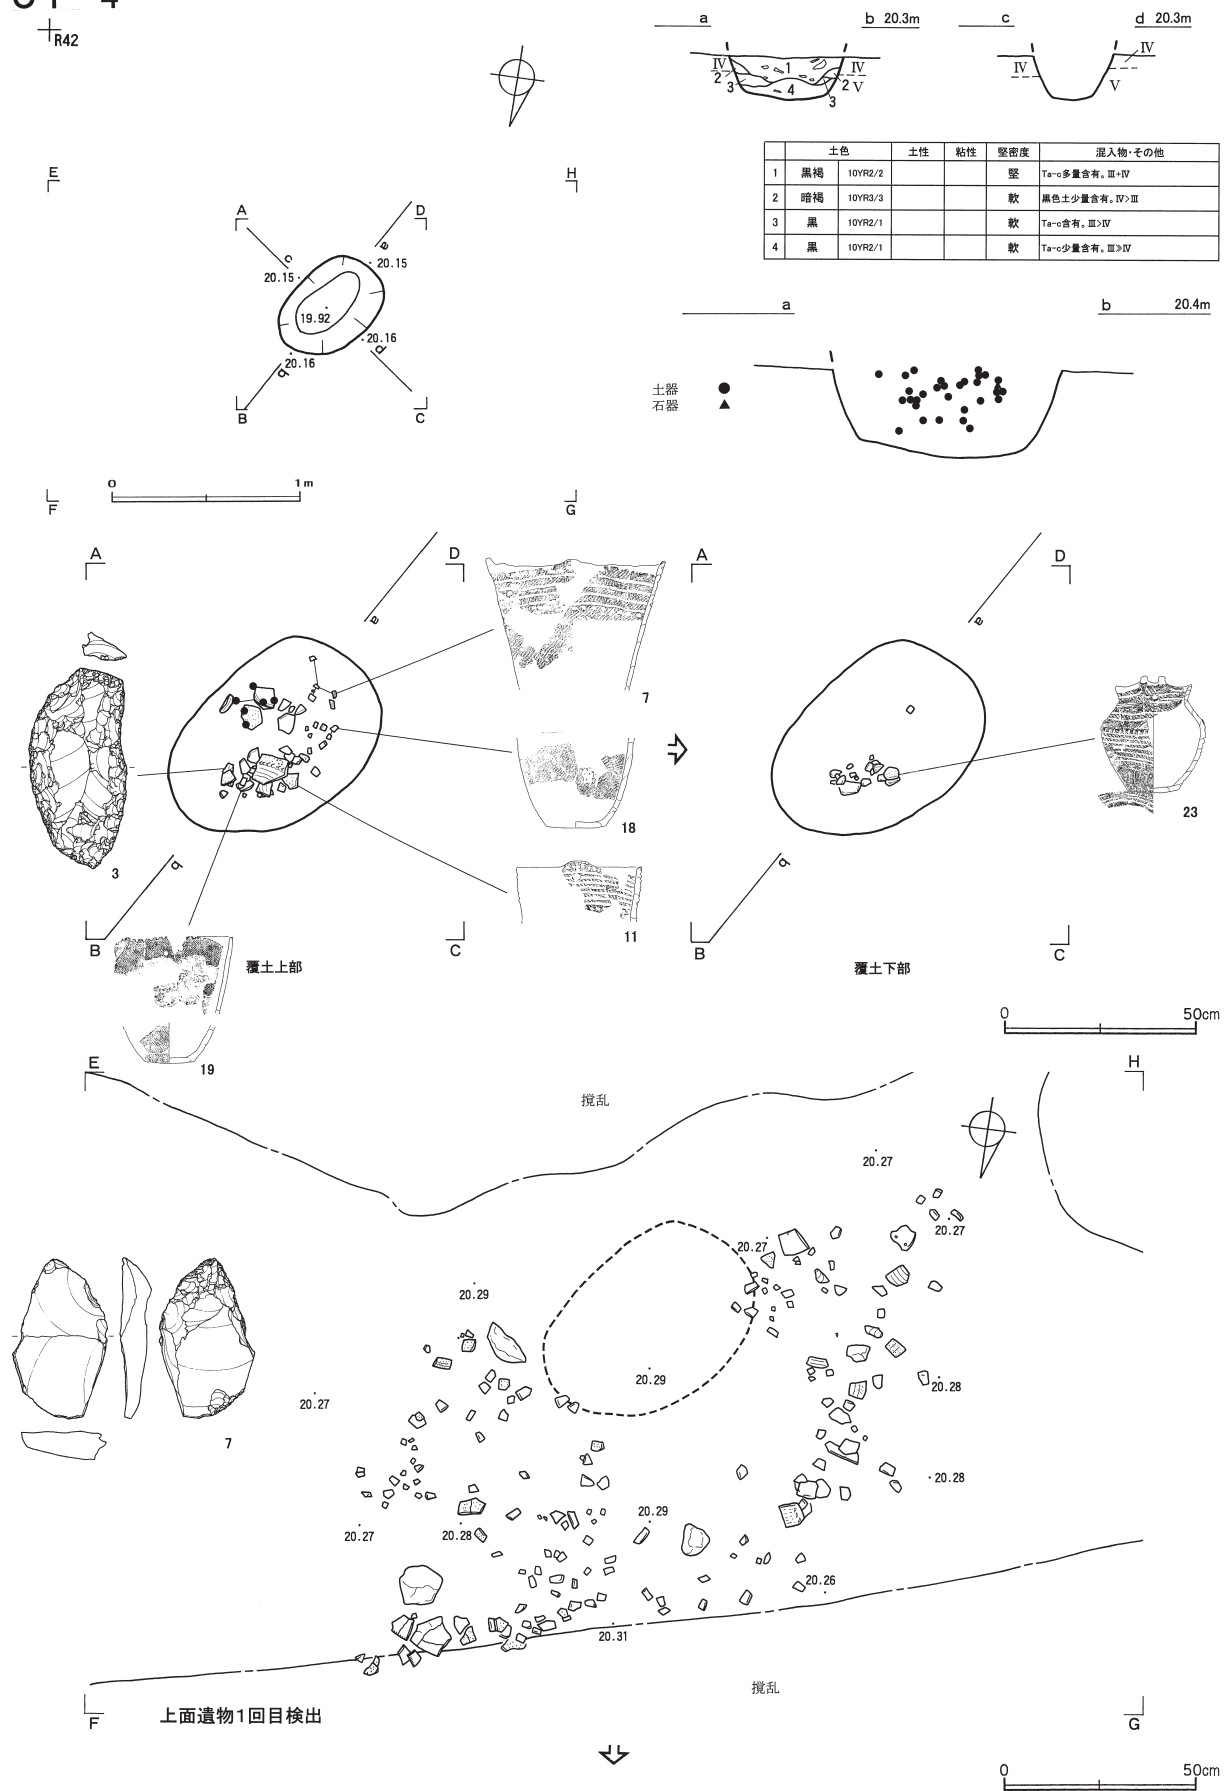 R42
a b 20.3m c d 20.3m
IV 1 IV IV IV
2 2 V V
3 4 3
土色 土性 粘性 堅密度 混入物・その他
1 黒褐 10YR2/2 堅 Ta-c多量含有。Ⅲ+Ⅳ
2 暗褐 10YR3/3 軟 黒色土少量含有。Ⅳ>Ⅲ
3 黒 10YR2/1 軟 Ta-c含有。Ⅲ>Ⅳ
4 黒 10YR2/1 軟 Ta-c少量含有。Ⅲ≫Ⅳ
E H
A D
c a
20.15 20.15
19.92
20.16
20.16 d
b
B C
a b 20.4m
土器
石器
0 1m
F G
A D A D
a a
7
3
18
23
11
b b
B C B C
覆土上部 覆土下部
19
0 50cm
E H
撹乱
20.27
20.27
20.27
20.29
20.29
20.28
20.27
7
20.28
20.29
20.27 20.28
20.26
20.31
撹乱
F G
上面遺物1回目検出
0 50cm